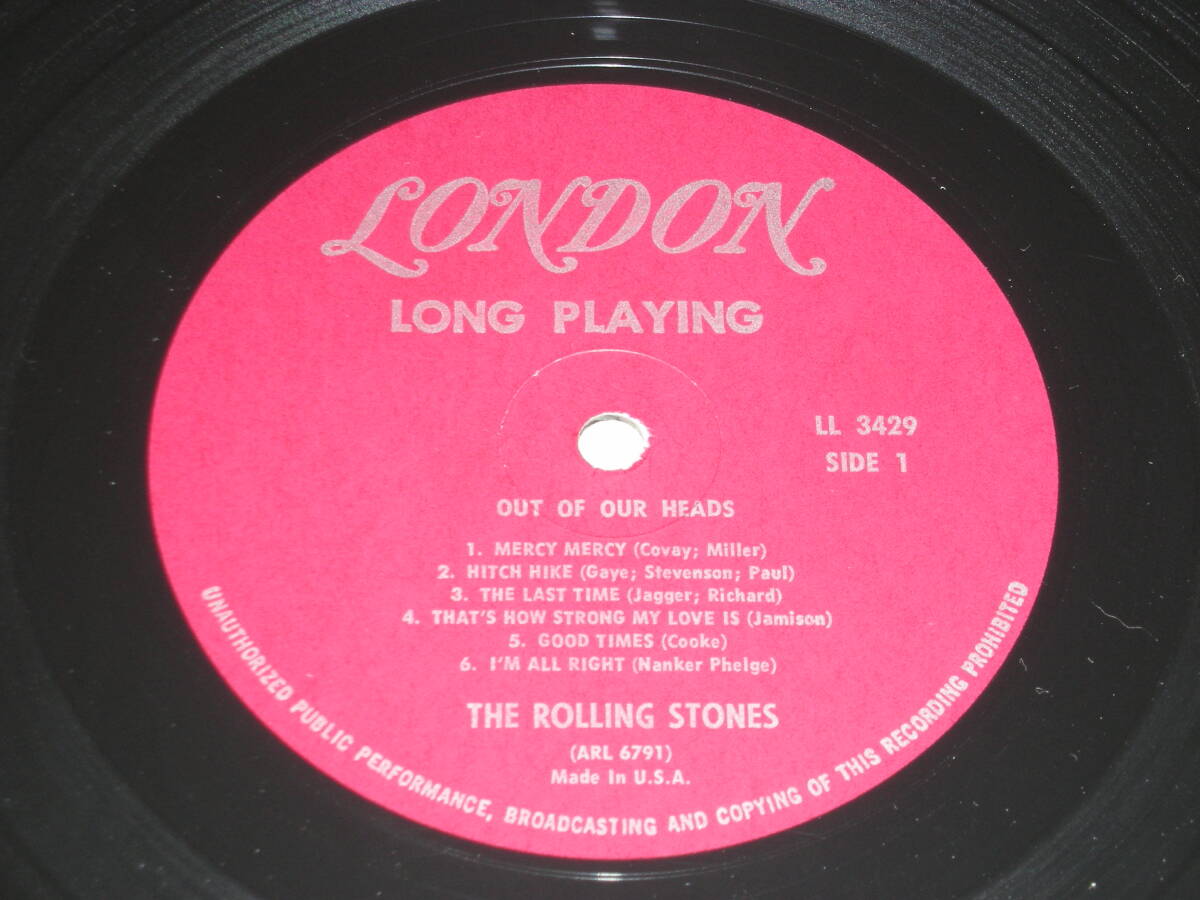 LONDON
LONG PLAYING
LL 3429
SIDE 1
OUT OF OUR HEADS
1. MERCY MERCY (Covay; Miller)
2. HITCH HIKE (Gaye; Stevenson; Paul)
3. THE LAST TIME (Jagger; Richard)
4. THAT'S HOW STRONG MY LOVE IS (Jamison)
5. GOOD TIMES (Cooke)
6. I'M ALL RIGHT (Nanker Phelge)
THE ROLLING STONES
(ARL 6791)
Made In U.S.A.
UNAUTHORIZED PUBLIC PERFORMANCE, BROADCASTING AND COPYING OF THIS RECORDING PROHIBITED